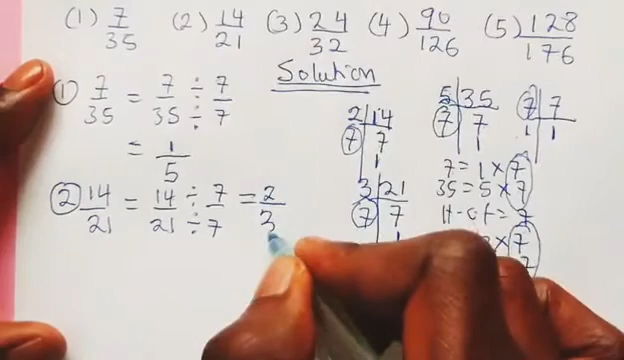 (1) 7/35 (2) 14/21 (3) 24/32 (4) 90/126 (5) 128/176
Solution
① 7/35 = 7/35 ÷ 7/7
= 1/5
② 14/21 = 14/21 ÷ 7/7 = 2/3
2 | 14
7 | 7
1
3 | 21
7 | 7
1
5 | 35
7 | 7
1
7 | 7
1 | 1
7 = 1 × 7
35 = 5 × 7
H.C.F = 7
× 7